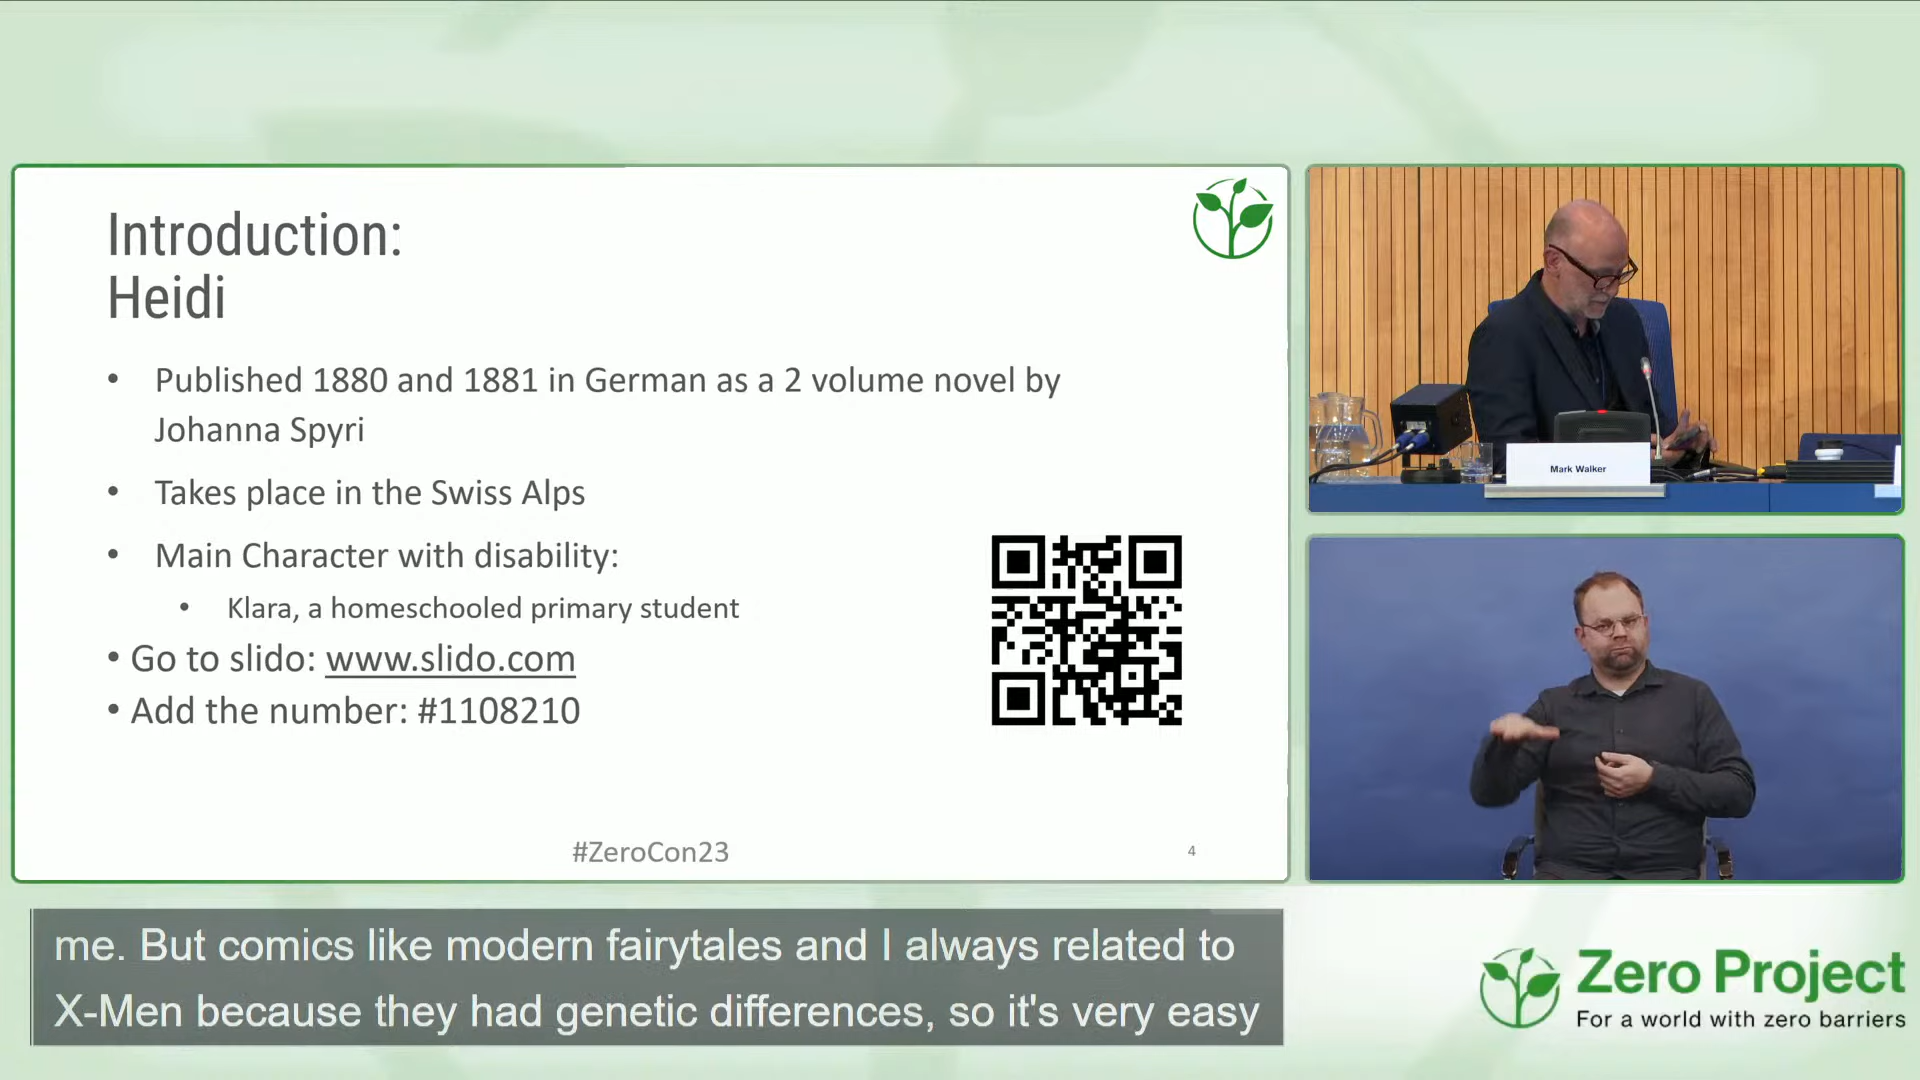 Introduction:
Heidi
• Published 1880 and 1881 in German as a 2 volume novel by
Johanna Spyri
• Takes place in the Swiss Alps
• Main Character with disability:
• Klara, a homeschooled primary student
• Go to slido: www.slido.com
• Add the number: #1108210
#ZeroCon23
4
Mark Walker
me. But comics like modern fairytales and I always related to
X-Men because they had genetic differences, so it's very easy
Zero Project
For a world with zero barriers